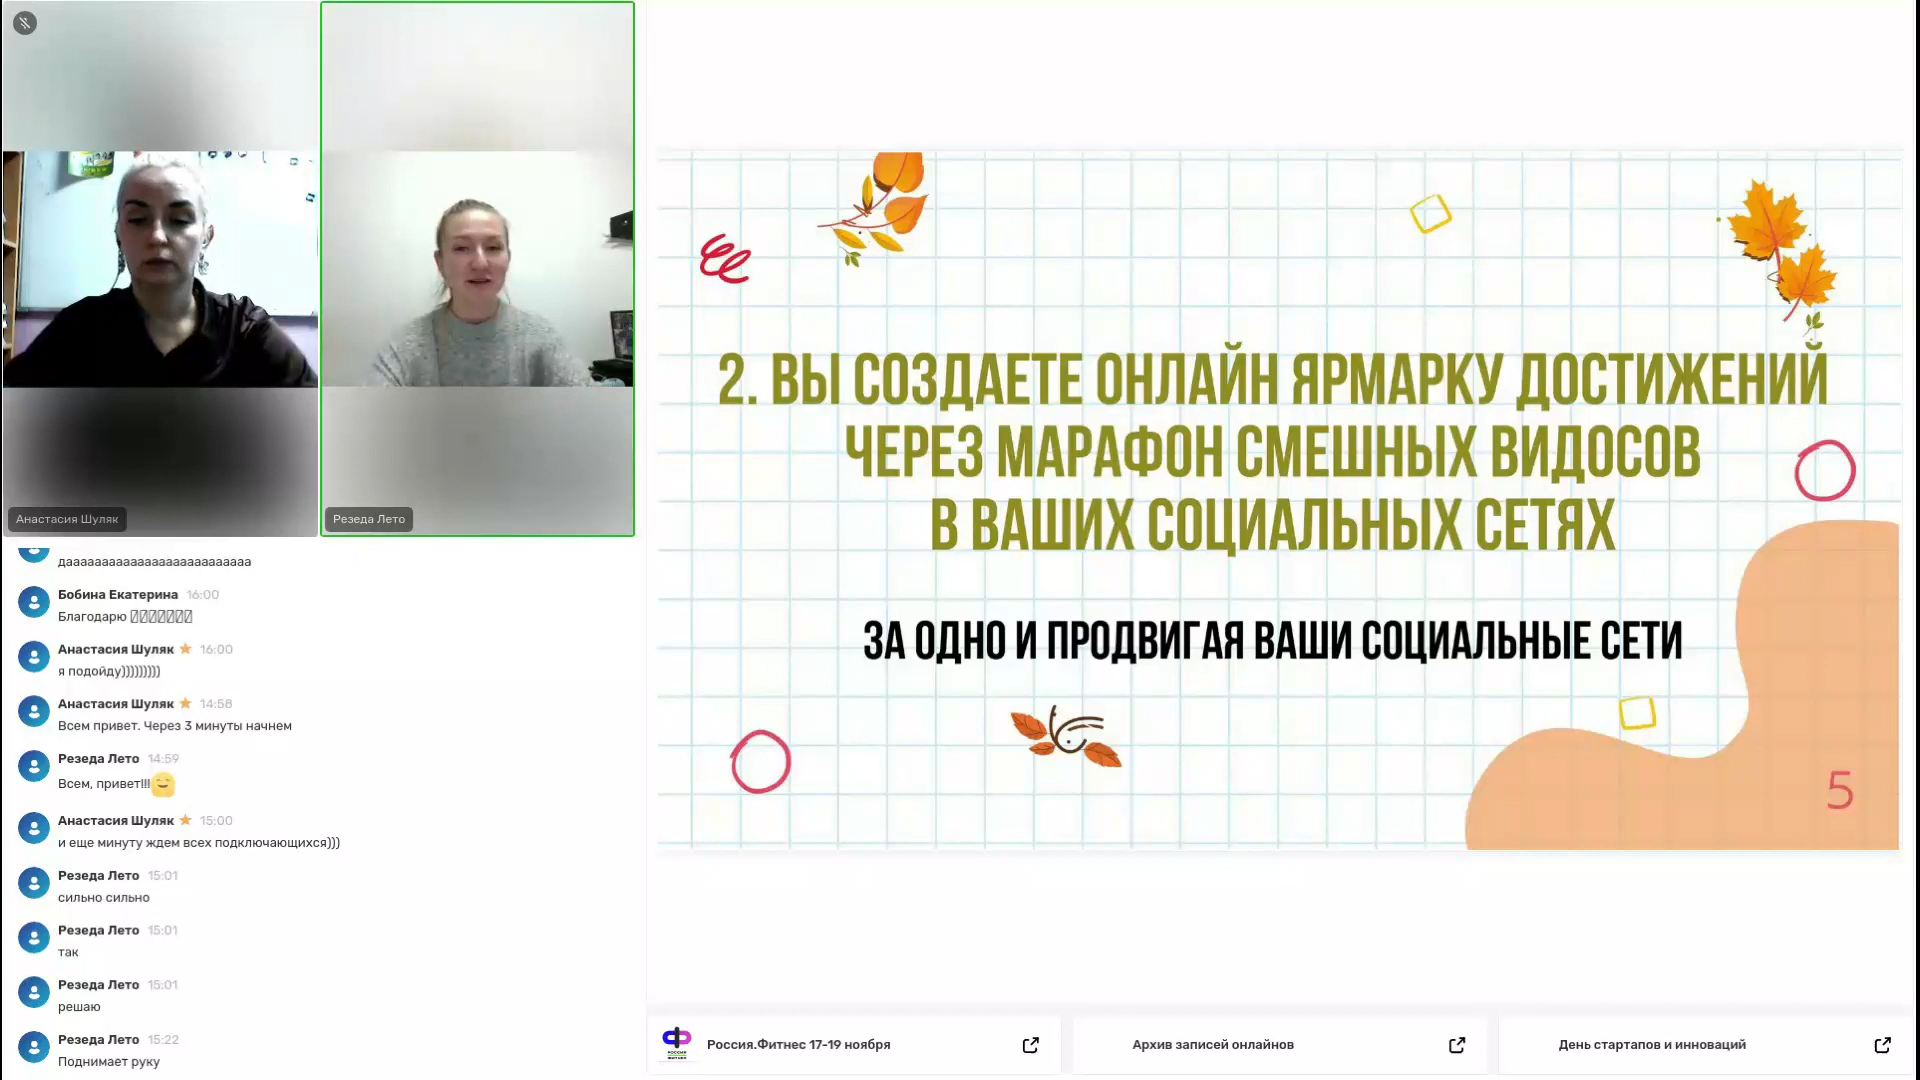 Анастасия Шуляк
Резеда Лето
дааааааааааааааааааааааааааа
Бобина Екатерина 16:00
Благодарю
Анастасия Шуляк 16:00
я подойду)))))))))
Анастасия Шуляк 14:58
Всем привет. Через 3 минуты начнем
Резеда Лето 14:59
Всем, привет!!!
Анастасия Шуляк 15:00
и еще минуту ждем всех подключающихся)))
Резеда Лето 15:01
сильно сильно
Резеда Лето 15:01
так
Резеда Лето 15:01
решаю
Резеда Лето 15:22
Поднимает руку
2. ВЫ СОЗДАЕТЕ ОНЛАЙН ЯРМАРКУ ДОСТИЖЕНИЙ
ЧЕРЕЗ МАРАФОН СМЕШНЫХ ВИДОСОВ
В ВАШИХ СОЦИАЛЬНЫХ СЕТЯХ
ЗА ОДНО И ПРОДВИГАЯ ВАШИ СОЦИАЛЬНЫЕ СЕТИ
5
РОССИЯ
ФИТНЕС
Россия.Фитнес 17-19 ноября
Архив записей онлайнов
День стартапов и инноваций